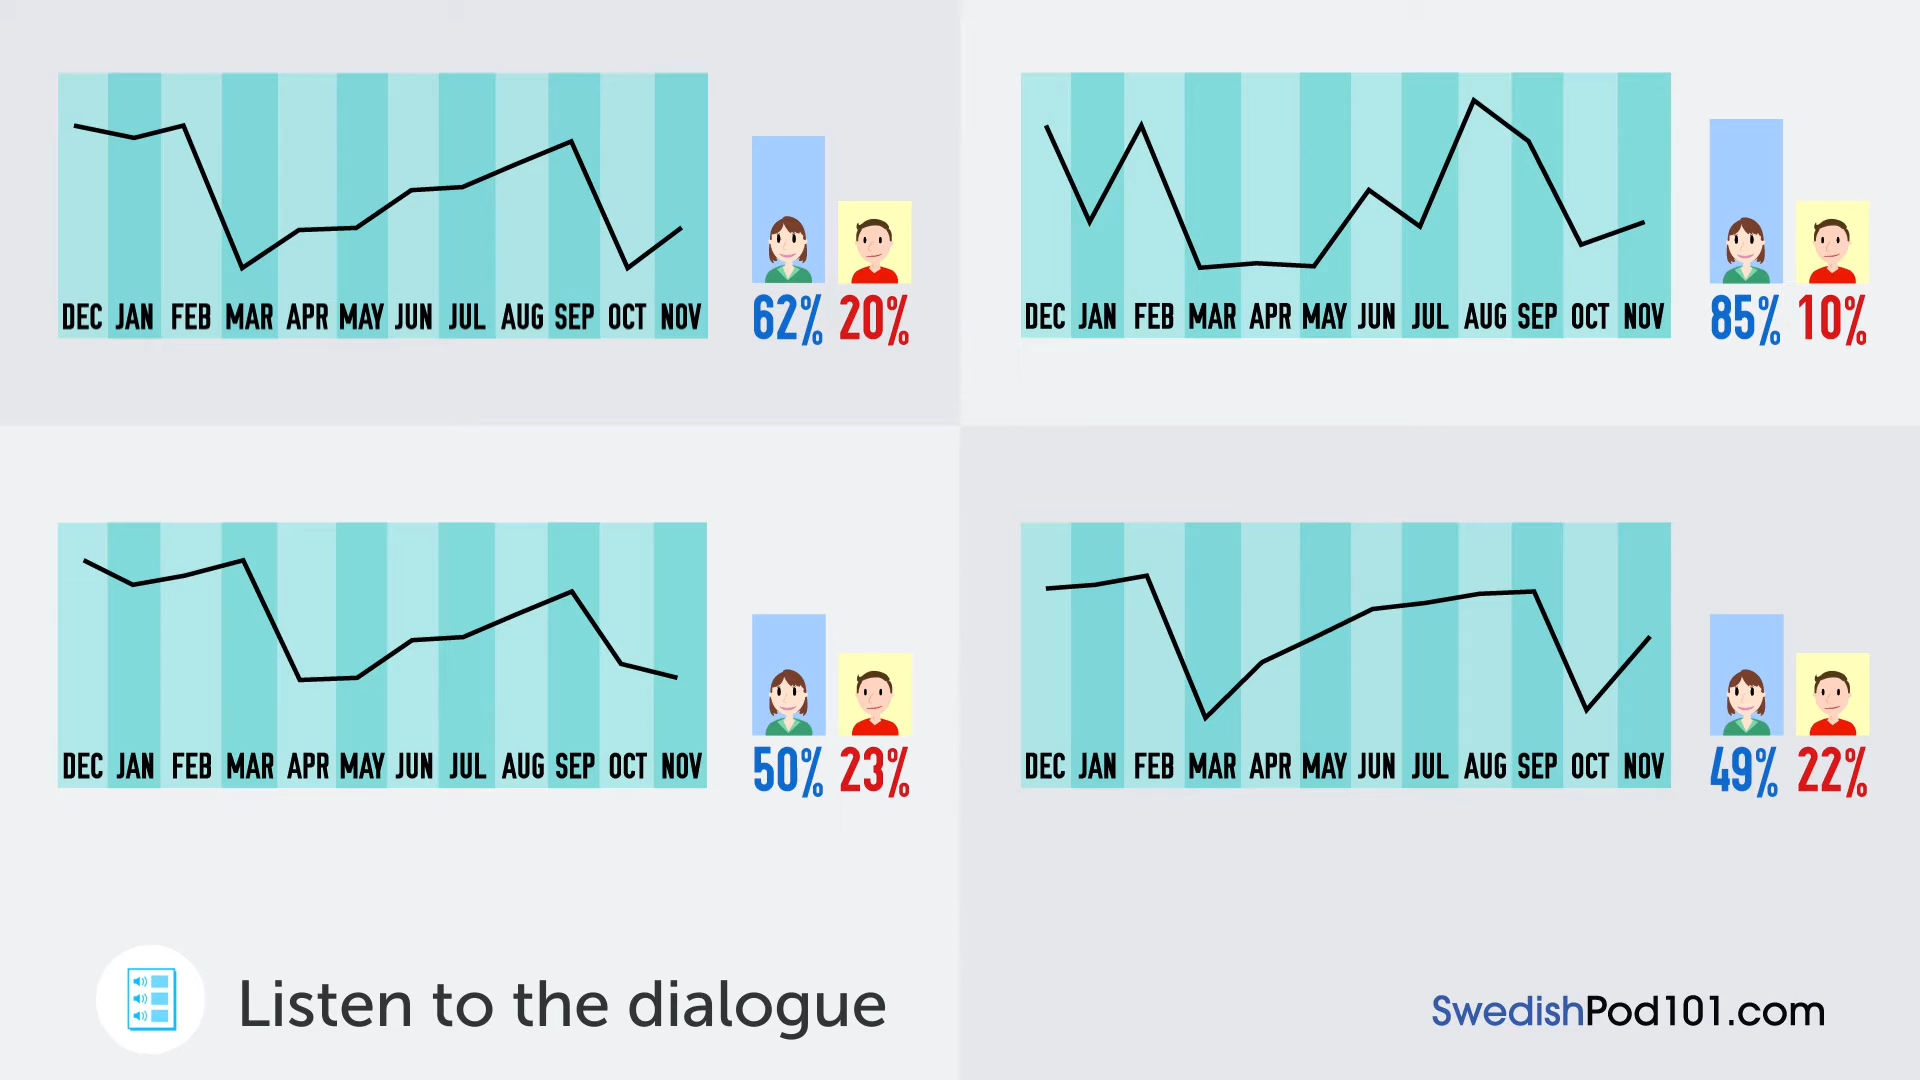 DEC JAN FEB MAR APR MAY JUN JUL AUG SEP OCT NOV
62% 20%
DEC JAN FEB MAR APR MAY JUN JUL AUG SEP OCT NOV
85% 10%
DEC JAN FEB MAR APR MAY JUN JUL AUG SEP OCT NOV
50% 23%
DEC JAN FEB MAR APR MAY JUN JUL AUG SEP OCT NOV
49% 22%
Listen to the dialogue
SwedishPod101.com